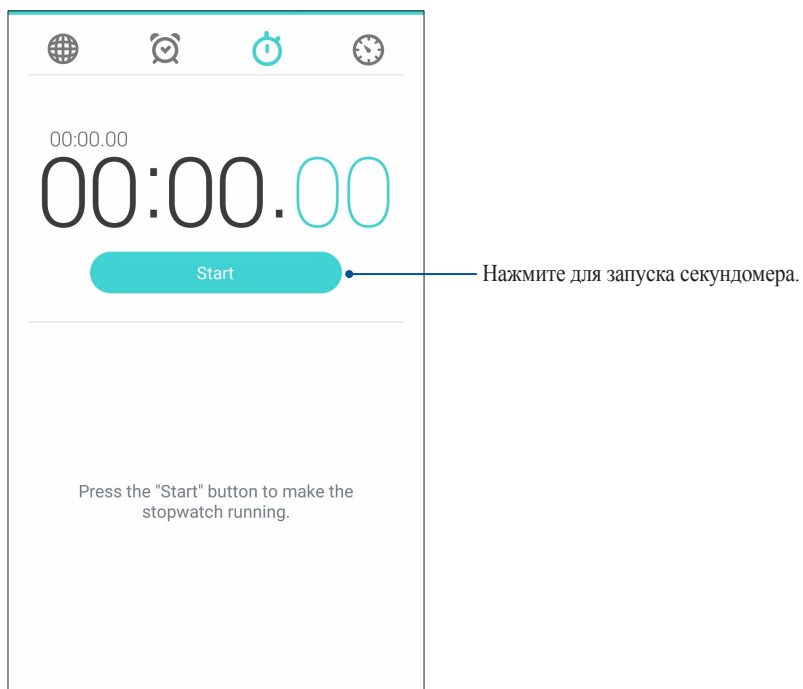 00:00.00
00:00.00
Start
Нажмите для запуска секундомера.
Press the "Start" button to make the
stopwatch running.